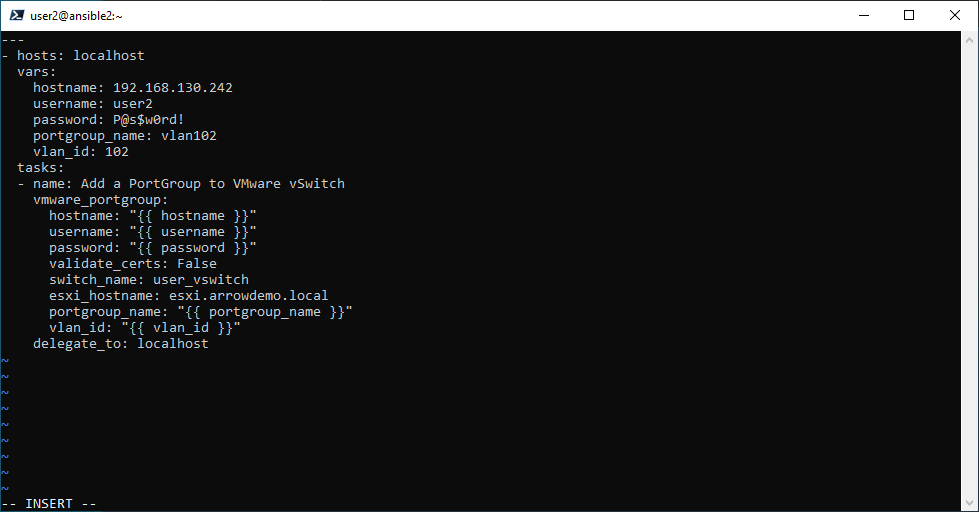 user2@ansible2:~
---
- hosts: localhost
  vars:
    hostname: 192.168.130.242
    username: user2
    password: P@s$w0rd!
    portgroup_name: vlan102
    vlan_id: 102
  tasks:
  - name: Add a PortGroup to VMware vSwitch
    vmware_portgroup:
      hostname: "{{ hostname }}"
      username: "{{ username }}"
      password: "{{ password }}"
      validate_certs: False
      switch_name: user_vswitch
      esxi_hostname: esxi.arrowdemo.local
      portgroup_name: "{{ portgroup_name }}"
      vlan_id: "{{ vlan_id }}"
    delegate_to: localhost
~
~
~
~
~
~
~
~
~
-- INSERT --